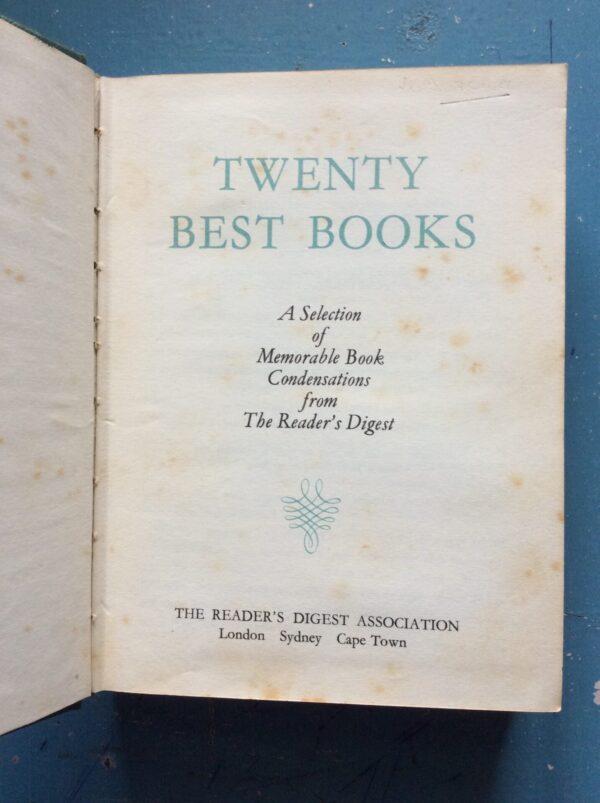 TWENTY
BEST BOOKS
A Selection
of
Memorable Book
Condensations
from
The Reader's Digest
THE READER'S DIGEST ASSOCIATION
London Sydney Cape Town